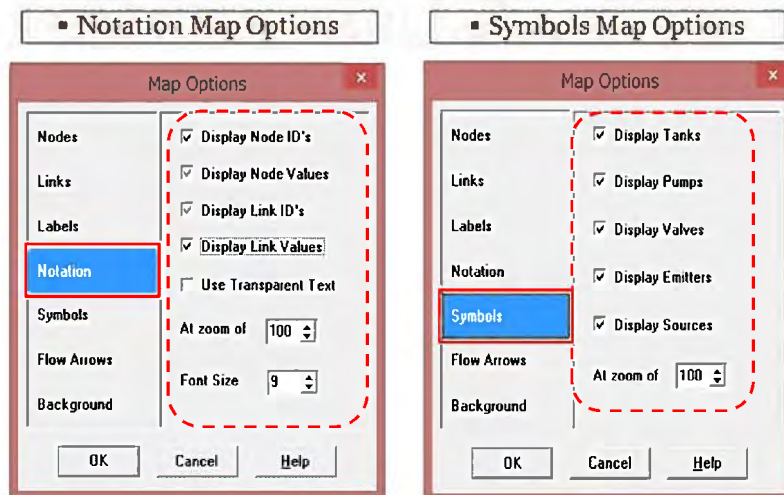 ▪ Notation Map Options
Map Options
Nodes
Links
Labels
Notation
Symbols
Flow Arrows
Background
Display Node ID's
Display Node Values
Display Link ID's
Display Link Values
Use Transparent Text
At zoom of 100
Font Size 9
OK Cancel Help
▪ Symbols Map Options
Map Options
Nodes
Links
Labels
Notation
Symbols
Flow Arrows
Background
Display Tanks
Display Pumps
Display Valves
Display Emitters
Display Sources
At zoom of 100
OK Cancel Help